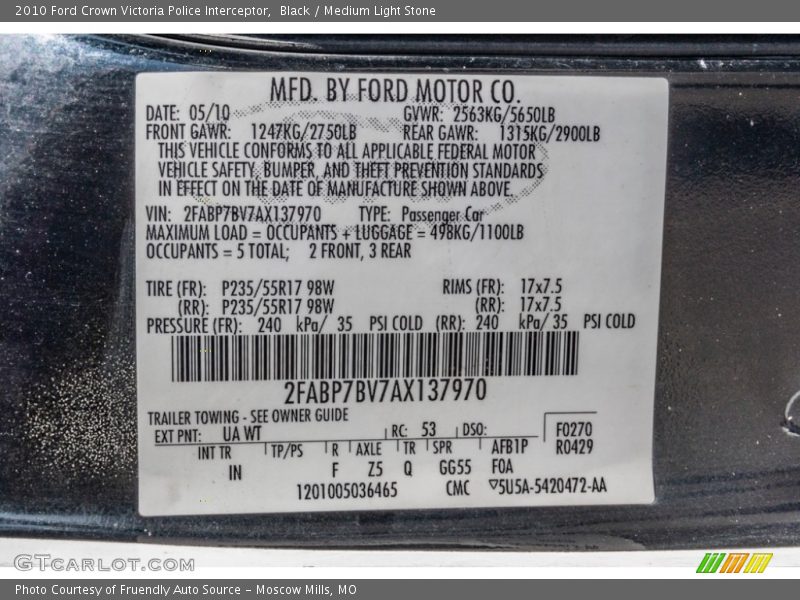 2010 Ford Crown Victoria Police Interceptor,  Black / Medium Light Stone
MFD. BY FORD MOTOR CO.
DATE: 05/10 GVWR: 2563KG/5650LB
FRONT GAWR: 1247KG/2750LB REAR GAWR: 1315KG/2900LB
THIS VEHICLE CONFORMS TO ALL APPLICABLE FEDERAL MOTOR
VEHICLE SAFETY, BUMPER, AND THEFT PREVENTION STANDARDS
IN EFFECT ON THE DATE OF MANUFACTURE SHOWN ABOVE.
VIN: 2FABP7BV7AX137970 TYPE: Passenger Car
MAXIMUM LOAD = OCCUPANTS + LUGGAGE = 498KG/1100LB
OCCUPANTS = 5 TOTAL; 2 FRONT, 3 REAR
TIRE (FR): P235/55R17 98W RIMS (FR): 17x7.5
(RR): P235/55R17 98W (RR): 17x7.5
PRESSURE (FR): 240 kPa/ 35 PSI COLD (RR): 240 kPa/ 35 PSI COLD
2FABP7BV7AX137970
TRAILER TOWING - SEE OWNER GUIDE
EXT PNT: UA WT RC: 53 DSO: F0270
INT TR TP/PS R AXLE TR SPR AFB1P R0429
IN F Z5 Q GG55 F0A
1201005036465 CMC ▽5U5A-5420472-AA
GTCARLOT.COM
Photo Courtesy of Fruendly Auto Source – Moscow Mills, MO